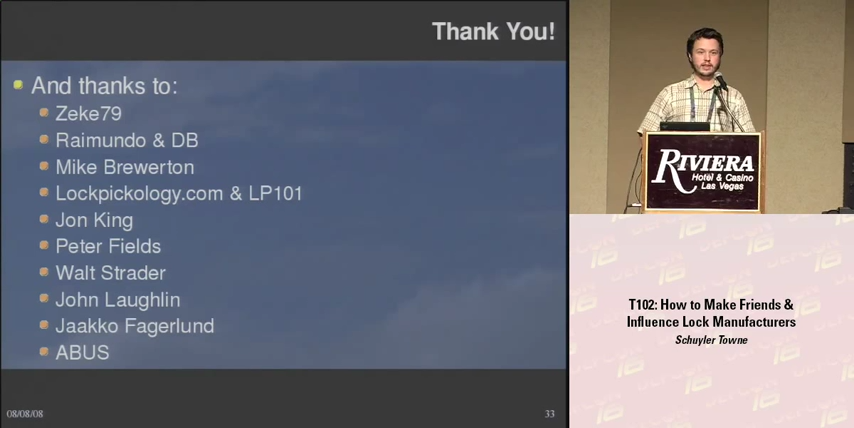 Thank You!
And thanks to:
Zeke79
Raimundo & DB
Mike Brewerton
Lockpickology.com & LP101
Jon King
Peter Fields
Walt Strader
John Laughlin
Jaakko Fagerlund
ABUS
08/08/08
33
RIVIERA
Hotel & Casino
Las Vegas
T102: How to Make Friends &
Influence Lock Manufacturers
Schuyler Towne